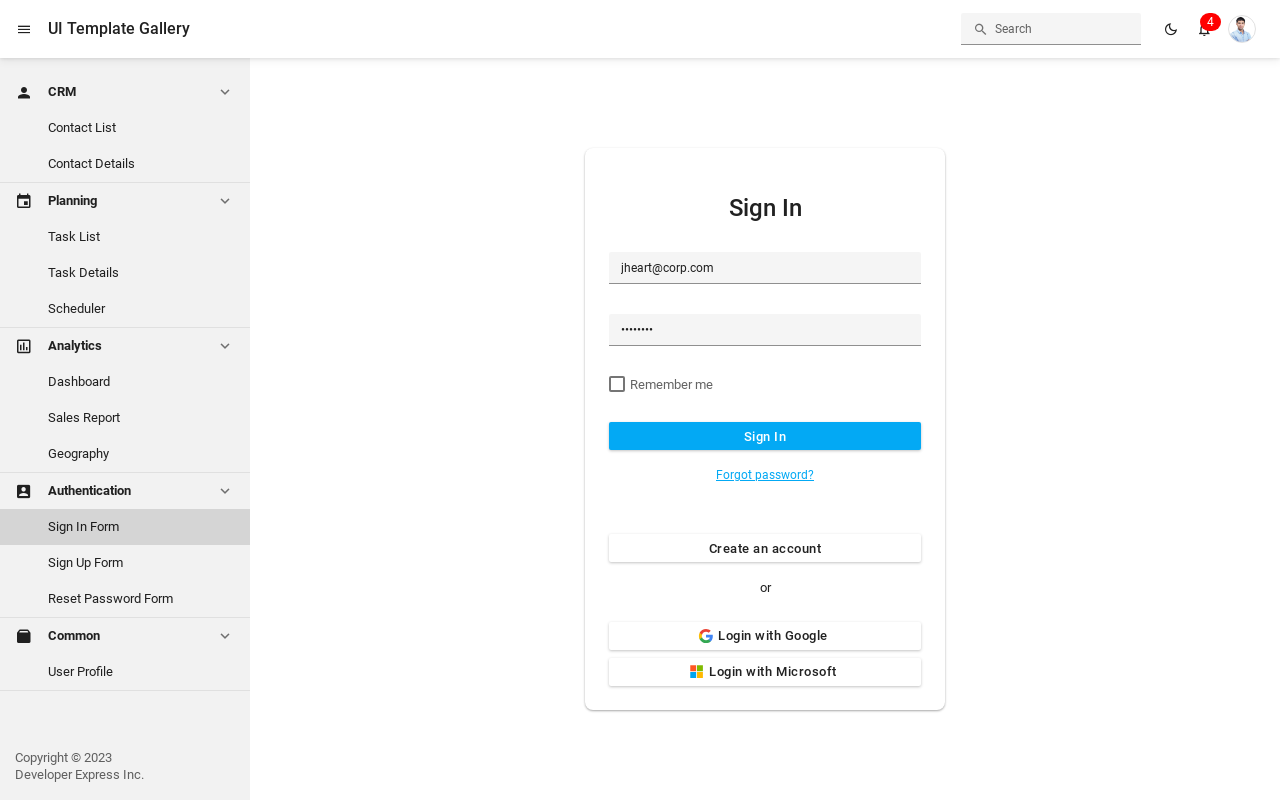 UI Template Gallery
Search
4
CRM
Contact List
Contact Details
Planning
Task List
Task Details
Scheduler
Analytics
Dashboard
Sales Report
Geography
Authentication
Sign In Form
Sign Up Form
Reset Password Form
Common
User Profile
Copyright © 2023
Developer Express Inc.
Sign In
jheart@corp.com
••••••••
Remember me
Sign In
Forgot password?
Create an account
or
Login with Google
Login with Microsoft